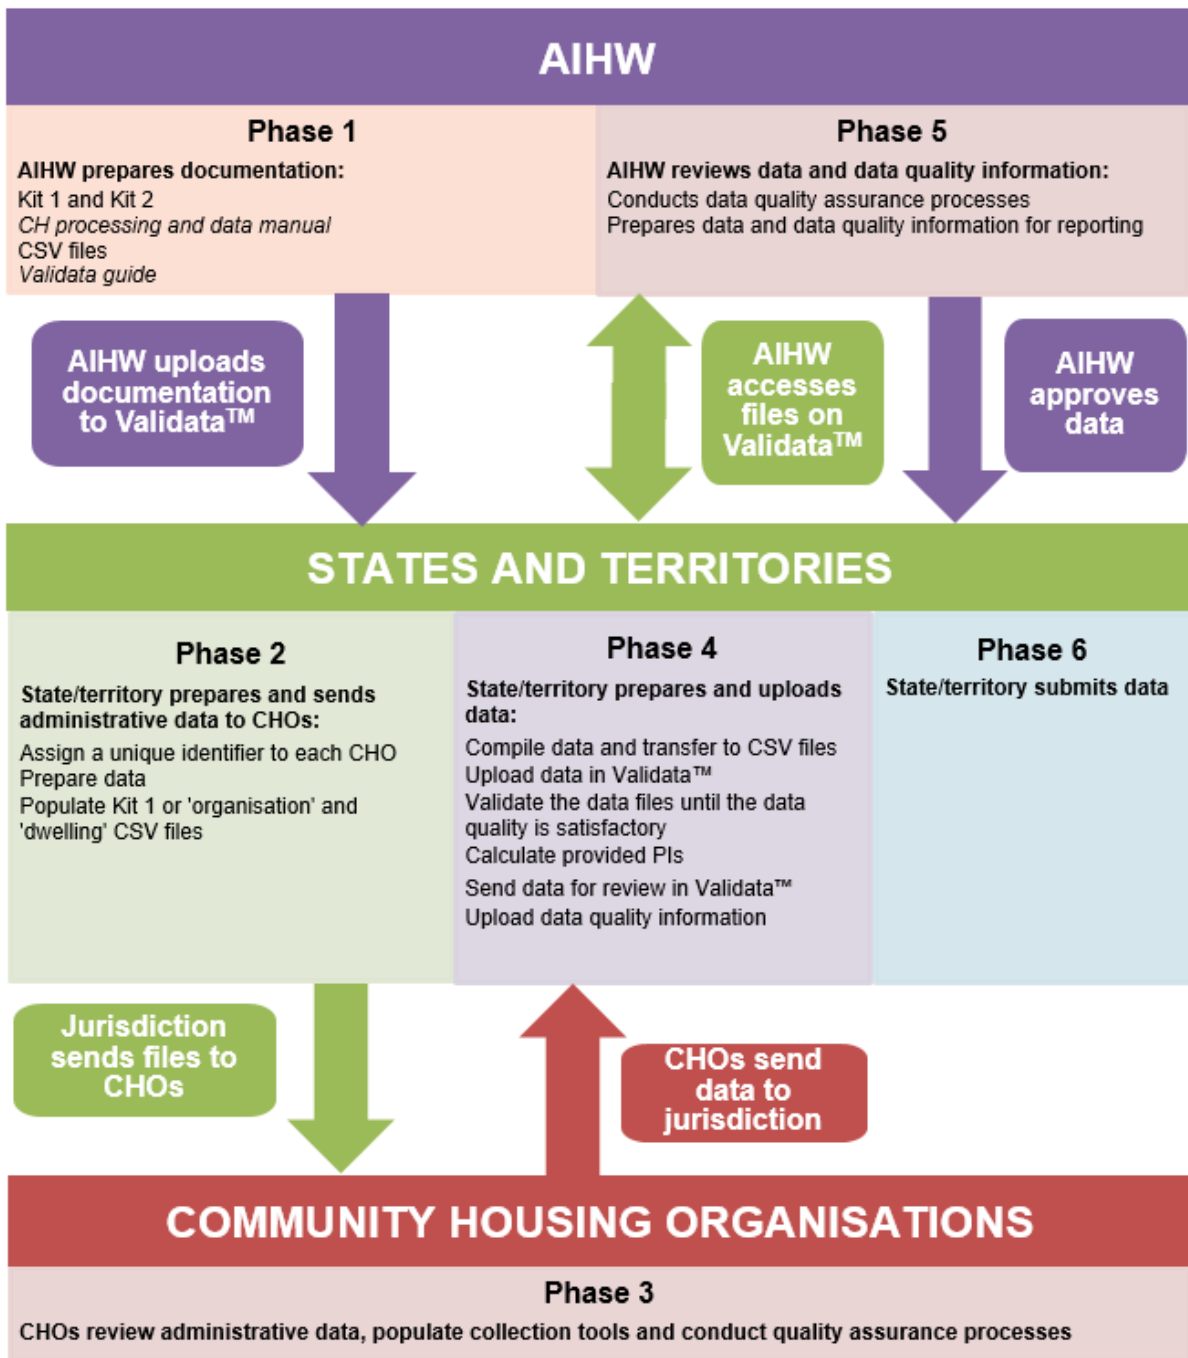 AIHW
Phase 1
AIHW prepares documentation:
Kit 1 and Kit 2
CH processing and data manual
CSV files
Validata guide
Phase 5
AIHW reviews data and data quality information:
Conducts data quality assurance processes
Prepares data and data quality information for reporting
AIHW uploads
documentation
to Validata™
AIHW
accesses
files on
Validata™
AIHW
approves
data
STATES AND TERRITORIES
Phase 2
State/territory prepares and sends
administrative data to CHOs:
Assign a unique identifier to each CHO
Prepare data
Populate Kit 1 or 'organisation' and
'dwelling' CSV files
Phase 4
State/territory prepares and uploads
data:
Compile data and transfer to CSV files
Upload data in Validata™
Validate the data files until the data
quality is satisfactory
Calculate provided PIs
Send data for review in Validata™
Upload data quality information
Phase 6
State/territory submits data
Jurisdiction
sends files to
CHOs
CHOs send
data to
jurisdiction
COMMUNITY HOUSING ORGANISATIONS
Phase 3
CHOs review administrative data, populate collection tools and conduct quality assurance processes